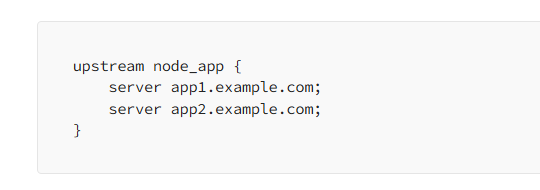 upstream node_app {
    server app1.example.com;
    server app2.example.com;
}